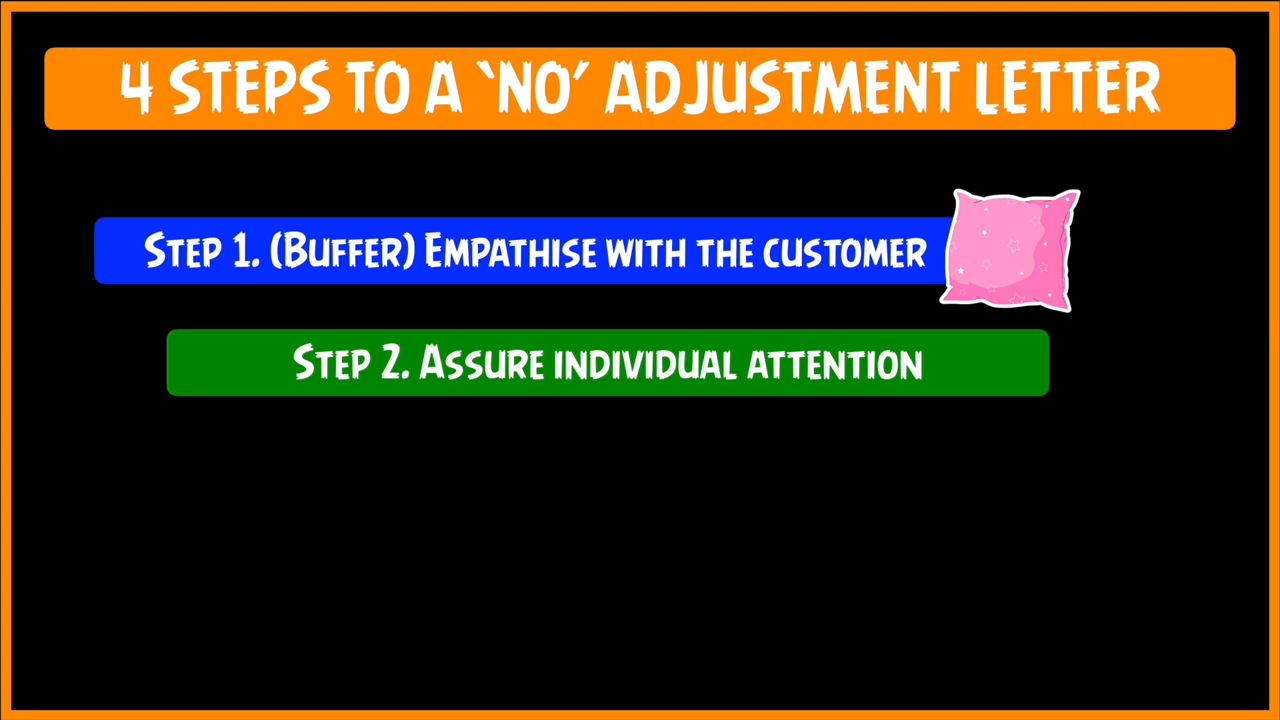 4 STEPS TO A ‘NO’ ADJUSTMENT LETTER
STEP 1. (BUFFER) EMPATHISE WITH THE CUSTOMER
STEP 2. ASSURE INDIVIDUAL ATTENTION